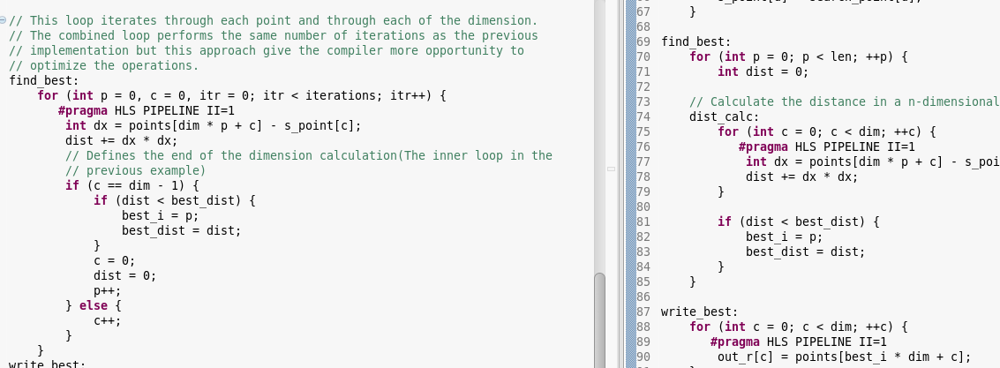 // This loop iterates through each point and through each of the dimension.
// The combined loop performs the same number of iterations as the previous
// implementation but this approach give the compiler more opportunity to
// optimize the operations.
find_best:
for (int p = 0, c = 0, itr = 0; itr < iterations; itr++) {
#pragma HLS PIPELINE II=1
int dx = points[dim * p + c] - s_point[c];
dist += dx * dx;
// Defines the end of the dimension calculation(The inner loop in the
// previous example)
if (c == dim - 1) {
if (dist < best_dist) {
best_i = p;
best_dist = dist;
}
c = 0;
dist = 0;
p++;
} else {
c++;
}
}
write_best:
67 }
68
69 find_best:
70 for (int p = 0; p < len; ++p) {
71 int dist = 0;
72
73 // Calculate the distance in a n-dimensional
74 dist_calc:
75 for (int c = 0; c < dim; ++c) {
76 #pragma HLS PIPELINE II=1
77 int dx = points[dim * p + c] - s_poi
78 dist += dx * dx;
79 }
80
81 if (dist < best_dist) {
82 best_i = p;
83 best_dist = dist;
84 }
85 }
86
87 write_best:
88 for (int c = 0; c < dim; ++c) {
89 #pragma HLS PIPELINE II=1
90 out_r[c] = points[best_i * dim + c];